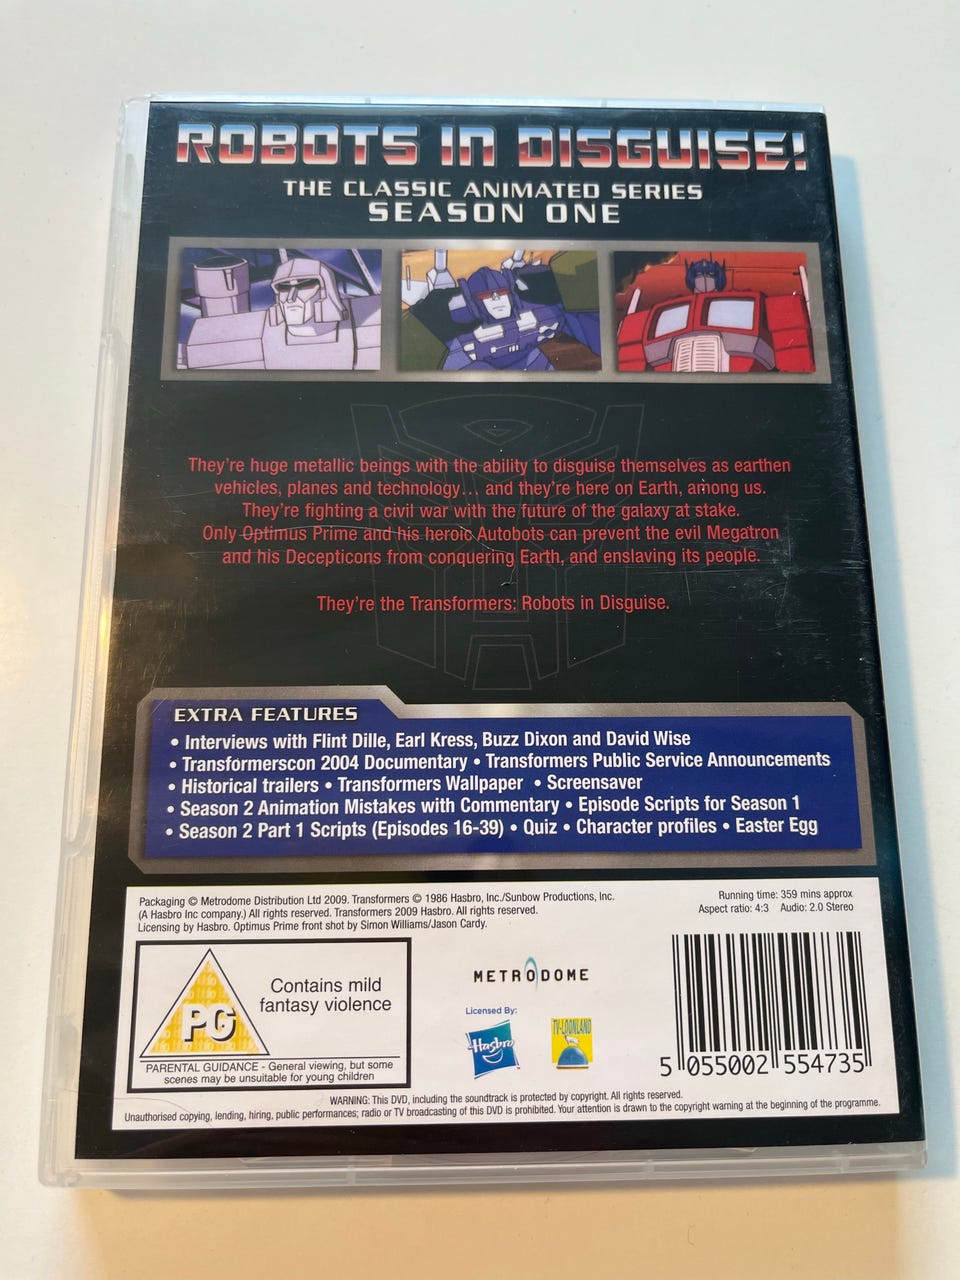 ROBOTS IN DISGUISE!
THE CLASSIC ANIMATED SERIES
SEASON ONE
They're huge metallic beings with the ability to disguise themselves as earthen
vehicles, planes and technology... and they're here on Earth, among us.
They're fighting a civil war with the future of the galaxy at stake.
Only Optimus Prime and his heroic Autobots can prevent the evil Megatron
and his Decepticons from conquering Earth, and enslaving its people.
They're the Transformers: Robots in Disguise.
EXTRA FEATURES
• Interviews with Flint Dille, Earl Kress, Buzz Dixon and David Wise
• Transformerscon 2004 Documentary • Transformers Public Service Announcements
• Historical trailers • Transformers Wallpaper • Screensaver
• Season 2 Animation Mistakes with Commentary • Episode Scripts for Season 1
• Season 2 Part 1 Scripts (Episodes 16-39) • Quiz • Character profiles • Easter Egg
Packaging © Metrodome Distribution Ltd 2009. Transformers © 1986 Hasbro, Inc./Sunbow Productions, Inc.
(A Hasbro Inc company.) All rights reserved. Transformers 2009 Hasbro. All rights reserved.
Licensing by Hasbro. Optimus Prime front shot by Simon Williams/Jason Cardy.
Running time: 359 mins approx
Aspect ratio: 4:3 Audio: 2.0 Stereo
PG
Contains mild
fantasy violence
PARENTAL GUIDANCE - General viewing, but some
scenes may be unsuitable for young children
METRODOME
Licensed By:
Hasbro
TV-LOONLAND
5 055002 554735
WARNING: This DVD, including the soundtrack is protected by copyright. All rights reserved.
Unauthorised copying, lending, hiring, public performances; radio or TV broadcasting of this DVD is prohibited. Your attention is drawn to the copyright warning at the beginning of the programme.